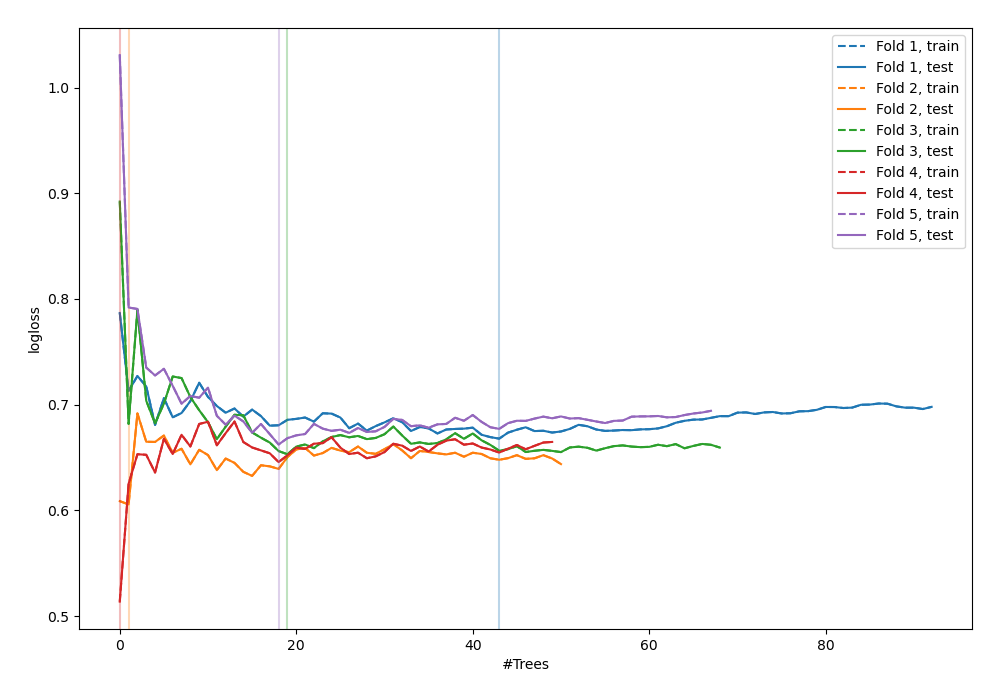 1.0
0.9
0.8
0.7
0.6
0.5
logloss
0
20
40
60
80
#Trees
Fold 1, train
Fold 1, test
Fold 2, train
Fold 2, test
Fold 3, train
Fold 3, test
Fold 4, train
Fold 4, test
Fold 5, train
Fold 5, test